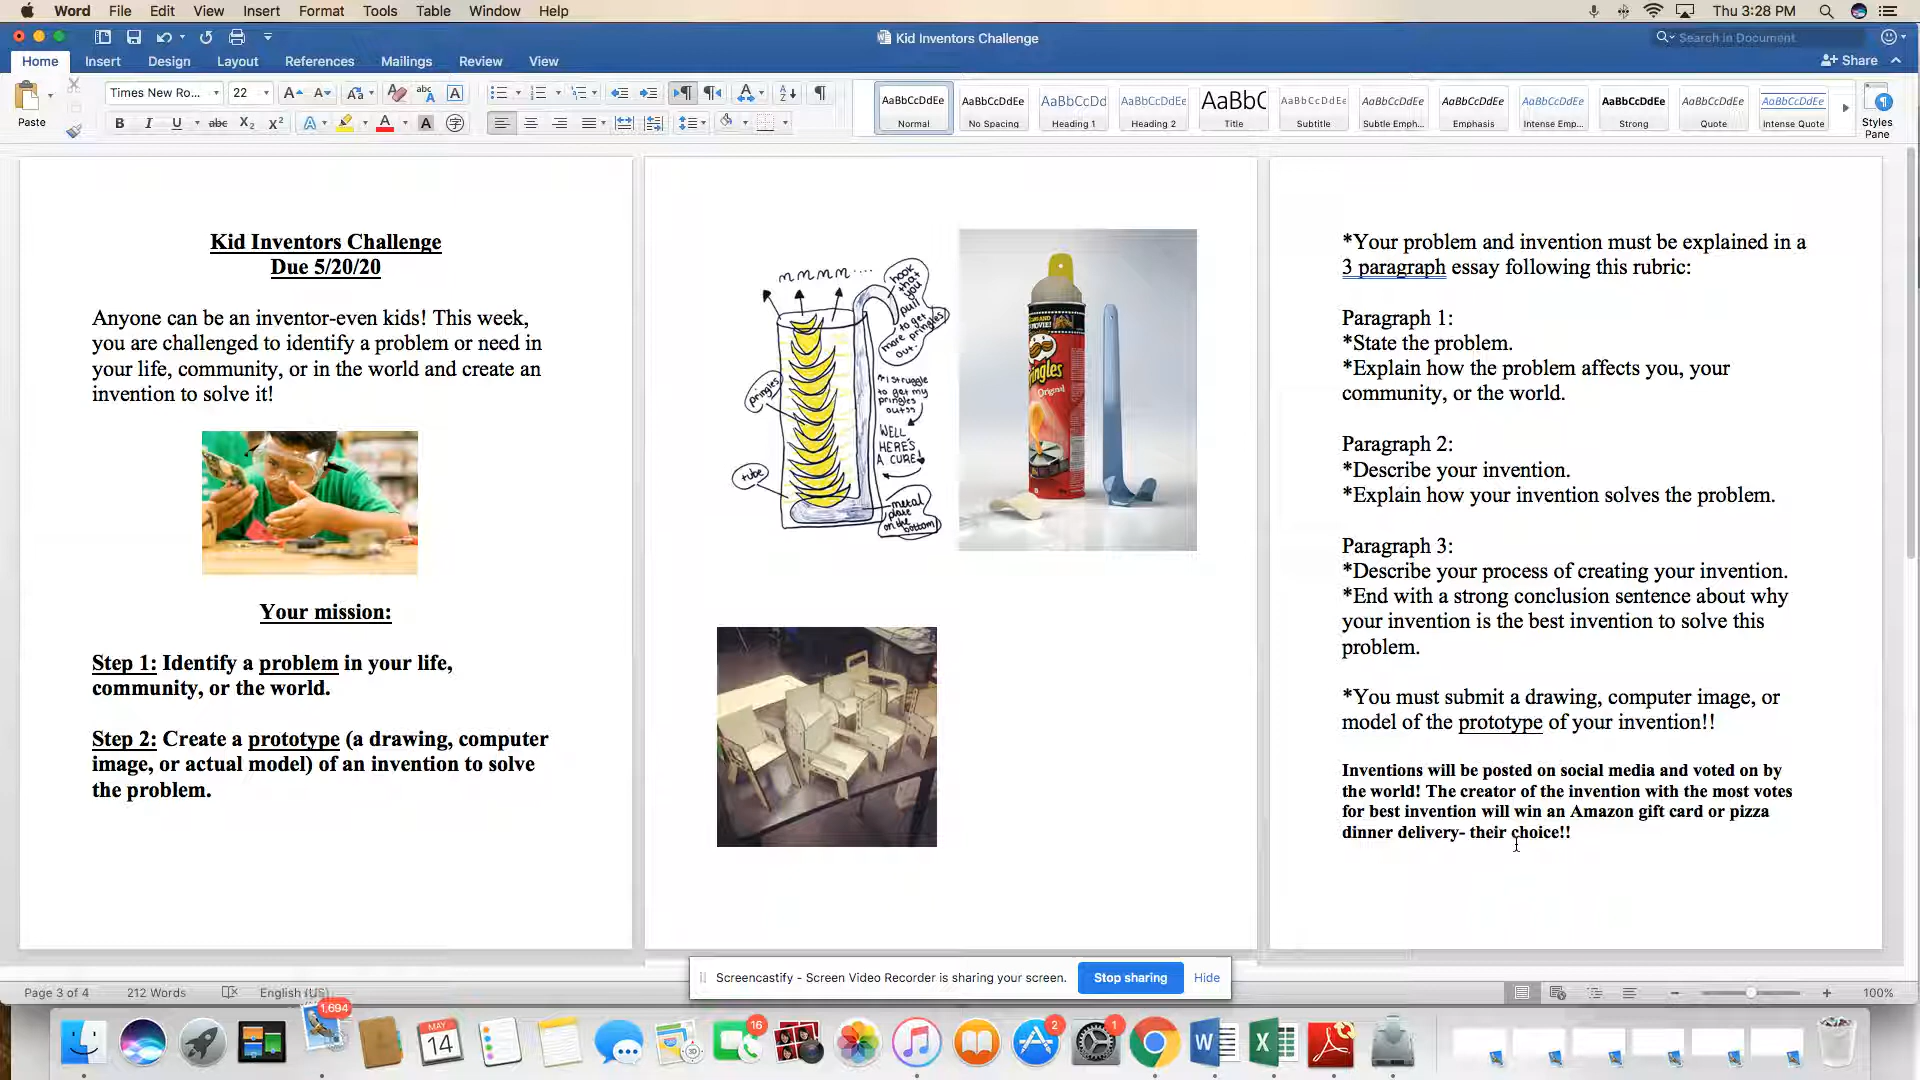 Word File Edit View Insert Format Tools Table Window Help
Thu 3:28 PM
Kid Inventors Challenge
Search in Document
Home Insert Design Layout References Mailings Review View
Share
Paste
Times New Ro...
22
AaBbCcDdEe
Normal
AaBbCcDdEe
No Spacing
AaBbCcDd
Heading 1
AaBbCcDdEe
Heading 2
AaBbC
Title
AaBbCcDdEe
Subtitle
AaBbCcDdEe
Subtle Emph...
AaBbCcDdEe
Emphasis
AaBbCcDdEe
Intense Emp...
AaBbCcDdEe
Strong
AaBbCcDdEe
Quote
AaBbCcDdEe
Intense Quote
Styles
Pane
Kid Inventors Challenge
Due 5/20/20
Anyone can be an inventor-even kids! This week,
you are challenged to identify a problem or need in
your life, community, or in the world and create an
invention to solve it!
Your mission:
Step 1: Identify a problem in your life,
community, or the world.
Step 2: Create a prototype (a drawing, computer
image, or actual model) of an invention to solve
the problem.
hook
that
you
pull
to get
more pringles
out.
pringles
I struggle
to get my
pringles
out
WELL,
HERE'S
A CURE!
tube
metal
plate
on the
bottom
Pringles
Original
*Your problem and invention must be explained in a
3 paragraph essay following this rubric:
Paragraph 1:
*State the problem.
*Explain how the problem affects you, your
community, or the world.
Paragraph 2:
*Describe your invention.
*Explain how your invention solves the problem.
Paragraph 3:
*Describe your process of creating your invention.
*End with a strong conclusion sentence about why
your invention is the best invention to solve this
problem.
*You must submit a drawing, computer image, or
model of the prototype of your invention!!
Inventions will be posted on social media and voted on by
the world! The creator of the invention with the most votes
for best invention will win an Amazon gift card or pizza
dinner delivery- their choice!!
Screencastify - Screen Video Recorder is sharing your screen.
Stop sharing
Hide
Page 3 of 4
212 Words
English (US)
100%
1,694
MAY
14
16
2
1